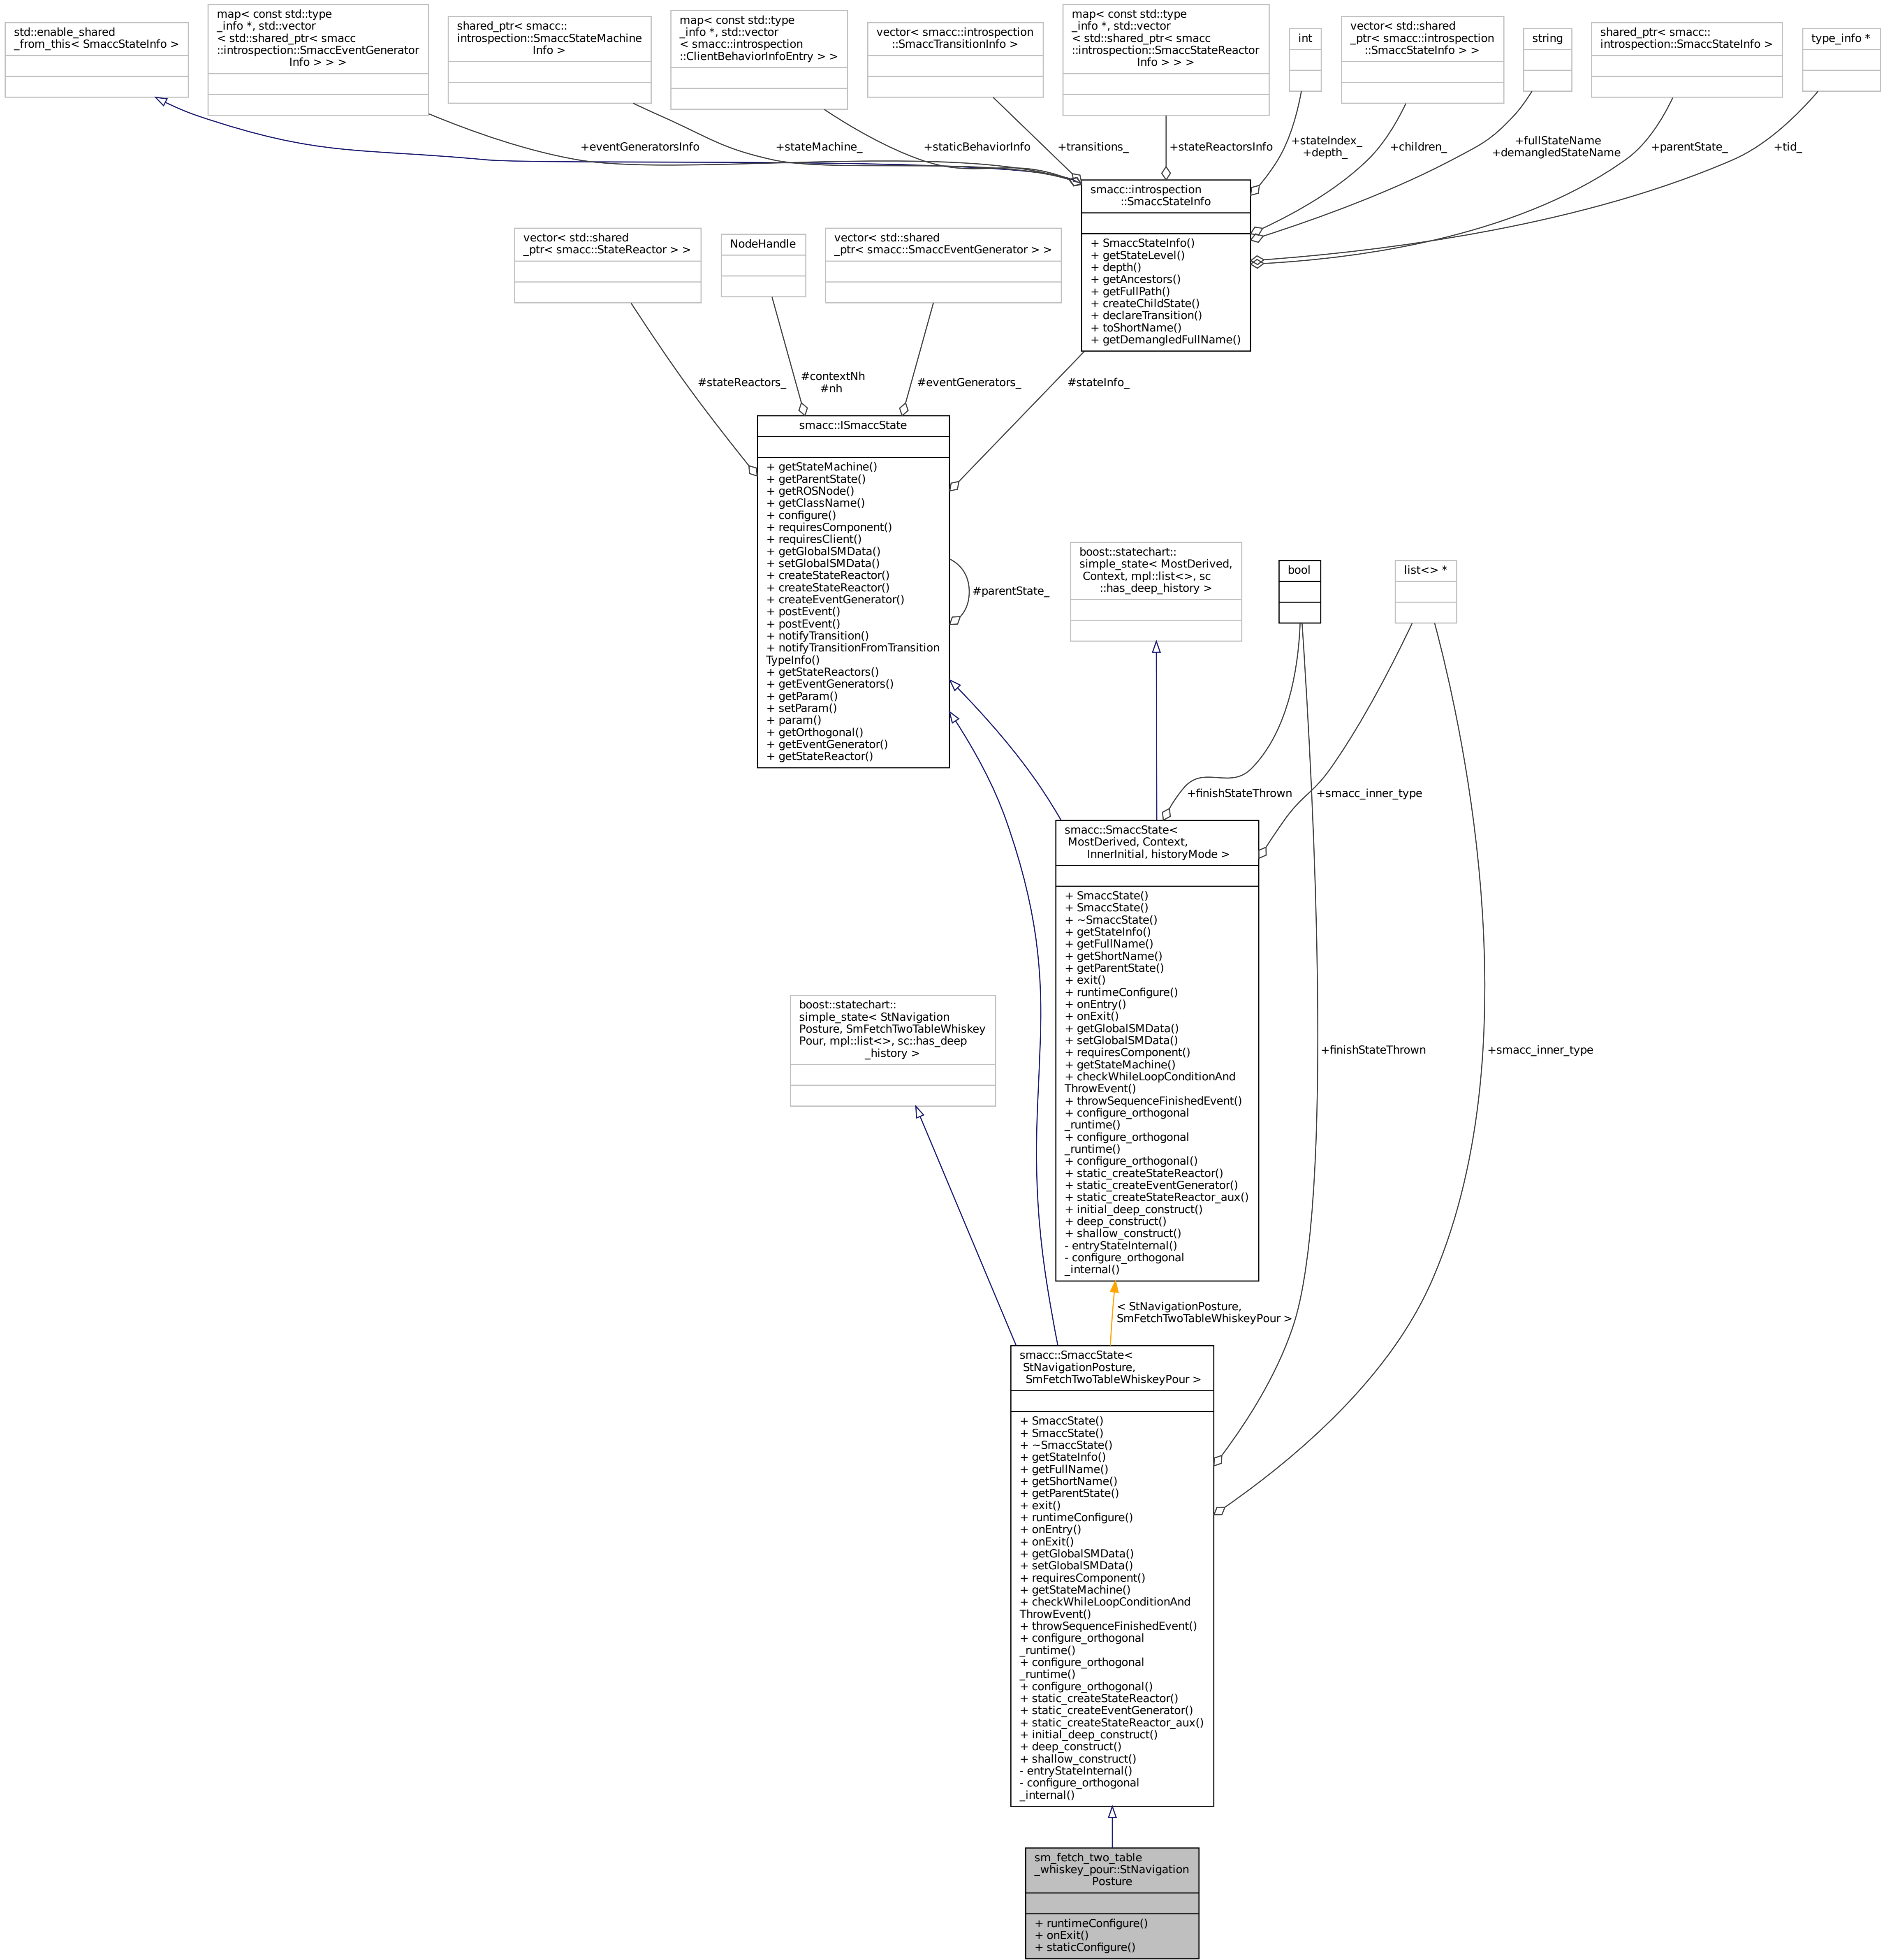 std::enable_shared
_from_this< SmaccStateInfo >
map< const std::type
_info *, std::vector
< std::shared_ptr< smacc
::introspection::SmaccEventGenerator
Info > > >
shared_ptr< smacc::
introspection::SmaccStateMachine
Info >
map< const std::type
_info *, std::vector
< smacc::introspection
::ClientBehaviorInfoEntry > >
vector< smacc::introspection
::SmaccTransitionInfo >
map< const std::type
_info *, std::vector
< std::shared_ptr< smacc
::introspection::SmaccStateReactor
Info > > >
int
vector< std::shared
_ptr< smacc::introspection
::SmaccStateInfo > >
string
shared_ptr< smacc::
introspection::SmaccStateInfo >
type_info *
+eventGeneratorsInfo
+stateMachine_
+staticBehaviorInfo
+transitions_
+stateReactorsInfo
+stateIndex_
+depth_
+children_
+fullStateName
+demangledStateName
+parentState_
+tid_
smacc::introspection
::SmaccStateInfo
+ SmaccStateInfo()
+ getStateLevel()
+ depth()
+ getAncestors()
+ getFullPath()
+ createChildState()
+ declareTransition()
+ toShortName()
+ getDemangledFullName()
vector< std::shared
_ptr< smacc::StateReactor > >
NodeHandle
vector< std::shared
_ptr< smacc::SmaccEventGenerator > >
#stateReactors_
#contextNh
#nh
#eventGenerators_
#stateInfo_
smacc::ISmaccState
+ getStateMachine()
+ getParentState()
+ getROSNode()
+ getClassName()
+ configure()
+ requiresComponent()
+ requiresClient()
+ getGlobalSMData()
+ setGlobalSMData()
+ createStateReactor()
+ createStateReactor()
+ createEventGenerator()
+ postEvent()
+ postEvent()
+ notifyTransition()
+ notifyTransitionFromTransition
TypeInfo()
+ getStateReactors()
+ getEventGenerators()
+ getParam()
+ setParam()
+ param()
+ getOrthogonal()
+ getEventGenerator()
+ getStateReactor()
#parentState_
boost::statechart::
simple_state< MostDerived,
Context, mpl::list<>, sc
::has_deep_history >
bool
list<> *
+finishStateThrown
+smacc_inner_type
smacc::SmaccState<
MostDerived, Context,
InnerInitial, historyMode >
+ SmaccState()
+ SmaccState()
+ ~SmaccState()
+ getStateInfo()
+ getFullName()
+ getShortName()
+ getParentState()
+ exit()
+ runtimeConfigure()
+ onEntry()
+ onExit()
+ getGlobalSMData()
+ setGlobalSMData()
+ requiresComponent()
+ getStateMachine()
+ checkWhileLoopConditionAnd
ThrowEvent()
+ throwSequenceFinishedEvent()
+ configure_orthogonal
_runtime()
+ configure_orthogonal
_runtime()
+ configure_orthogonal()
+ static_createStateReactor()
+ static_createEventGenerator()
+ static_createStateReactor_aux()
+ initial_deep_construct()
+ deep_construct()
+ shallow_construct()
- entryStateInternal()
- configure_orthogonal
_internal()
boost::statechart::
simple_state< StNavigation
Posture, SmFetchTwoTableWhiskey
Pour, mpl::list<>, sc::has_deep
_history >
+finishStateThrown
+smacc_inner_type
< StNavigationPosture,
SmFetchTwoTableWhiskeyPour >
smacc::SmaccState<
StNavigationPosture,
SmFetchTwoTableWhiskeyPour >
+ SmaccState()
+ SmaccState()
+ ~SmaccState()
+ getStateInfo()
+ getFullName()
+ getShortName()
+ getParentState()
+ exit()
+ runtimeConfigure()
+ onEntry()
+ onExit()
+ getGlobalSMData()
+ setGlobalSMData()
+ requiresComponent()
+ getStateMachine()
+ checkWhileLoopConditionAnd
ThrowEvent()
+ throwSequenceFinishedEvent()
+ configure_orthogonal
_runtime()
+ configure_orthogonal
_runtime()
+ configure_orthogonal()
+ static_createStateReactor()
+ static_createEventGenerator()
+ static_createStateReactor_aux()
+ initial_deep_construct()
+ deep_construct()
+ shallow_construct()
- entryStateInternal()
- configure_orthogonal
_internal()
sm_fetch_two_table
_whiskey_pour::StNavigation
Posture
+ runtimeConfigure()
+ onExit()
+ staticConfigure()